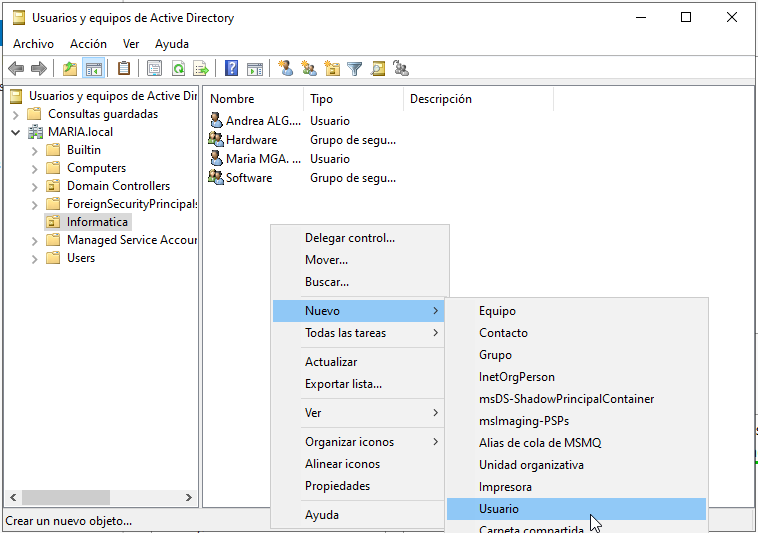 Usuarios y equipos de Active Directory
Archivo Acción Ver Ayuda
Usuarios y equipos de Active Dire
Consultas guardadas
MARIA.local
Builtin
Computers
Domain Controllers
ForeignSecurityPrincipals
Informatica
Managed Service Accour
Users
Nombre Tipo Descripción
Andrea ALG.... Usuario
Hardware Grupo de segu...
Maria MGA. ... Usuario
Software Grupo de segu...
Delegar control...
Mover...
Buscar...
Nuevo
Todas las tareas
Actualizar
Exportar lista...
Ver
Organizar iconos
Alinear iconos
Propiedades
Ayuda
Equipo
Contacto
Grupo
InetOrgPerson
msDS-ShadowPrincipalContainer
msImaging-PSPs
Alias de cola de MSMQ
Unidad organizativa
Impresora
Usuario
Carpeta compartida
Crear un nuevo objeto...